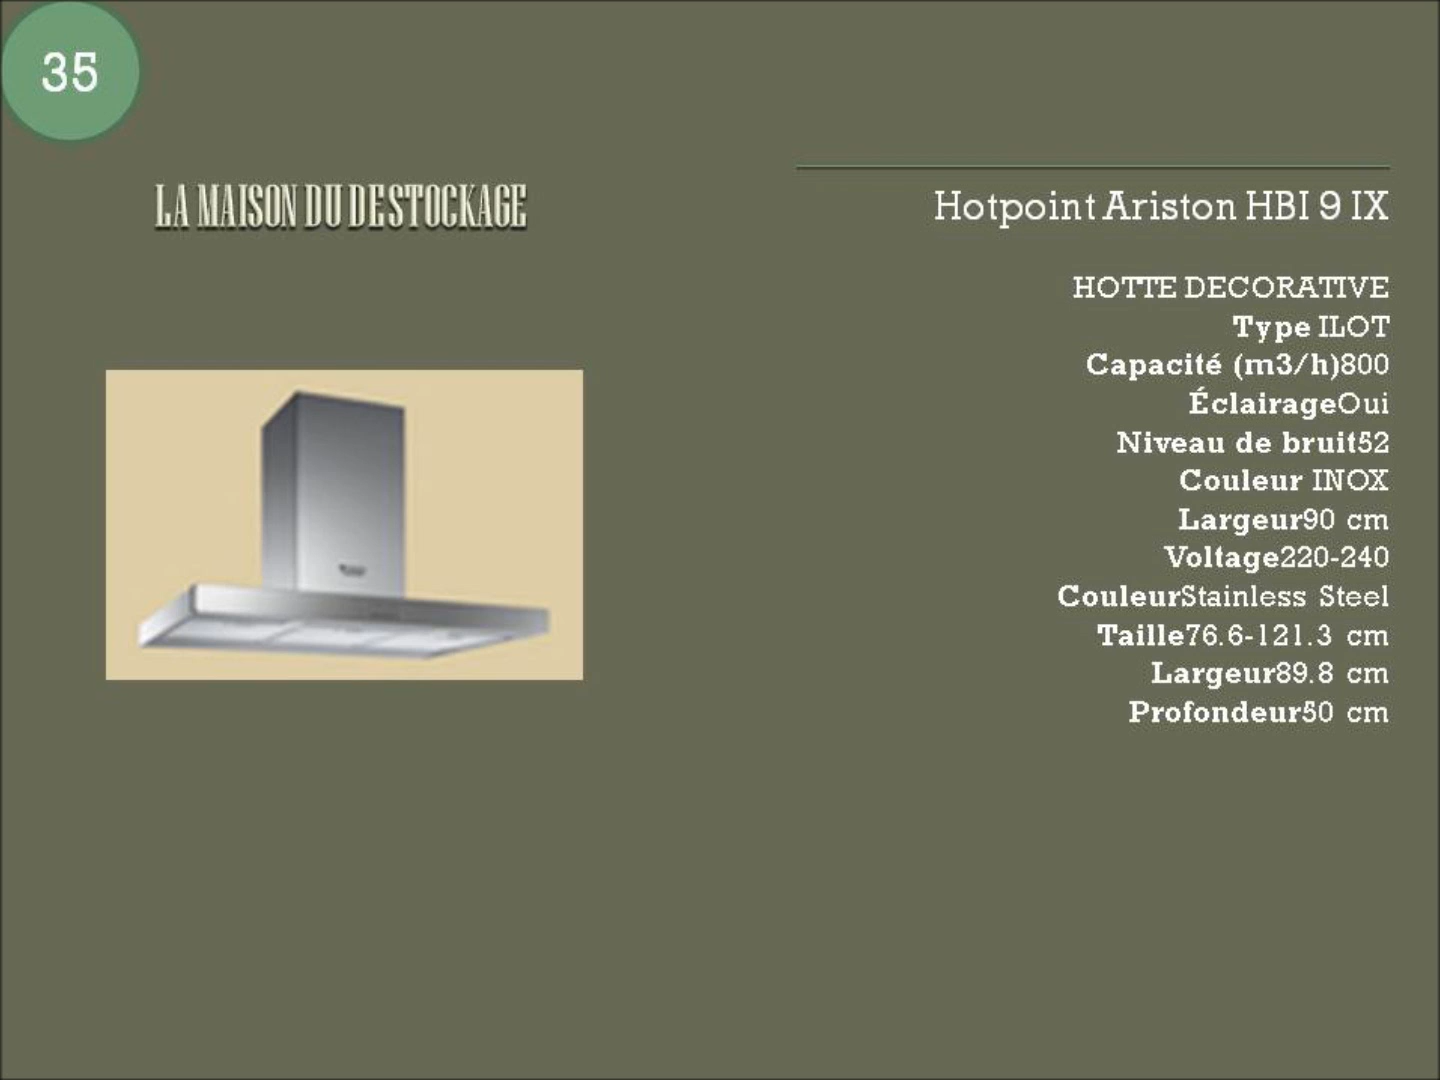 35
LA MAISON DU DESTOCKAGE
Hotpoint Ariston HBI 9 IX
HOTTE DECORATIVE
Type ILOT
Capacité (m3/h)800
ÉclairageOui
Niveau de bruit52
Couleur INOX
Largeur90 cm
Voltage220-240
CouleurStainless Steel
Taille76.6-121.3 cm
Largeur89.8 cm
Profondeur50 cm